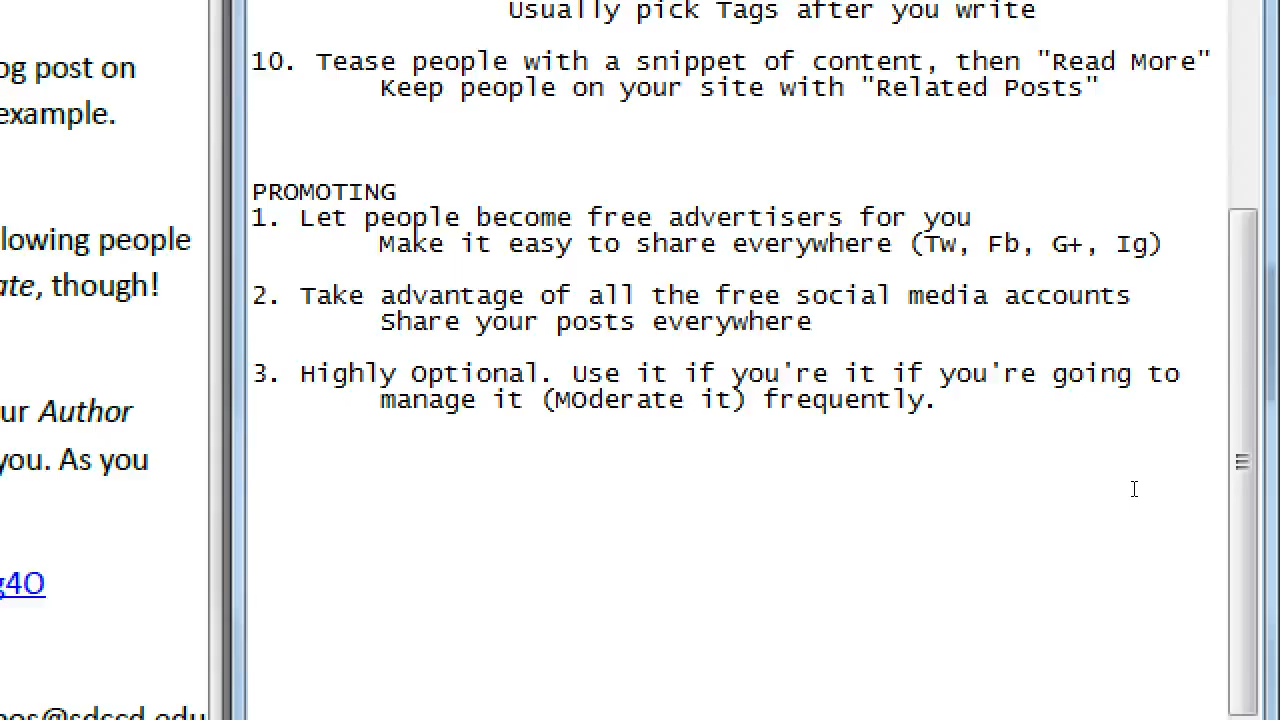 og post on
example.
lowing people
ate, though!
ur Author
you. As you
g4O
os@sdccd.edu
Usually pick Tags after you write
10. Tease people with a snippet of content, then "Read More"
Keep people on your site with "Related Posts"
PROMOTING
1. Let people become free advertisers for you
Make it easy to share everywhere (Tw, Fb, G+, Ig)
2. Take advantage of all the free social media accounts
Share your posts everywhere
3. Highly Optional. Use it if you're it if you're going to
manage it (MOderate it) frequently.